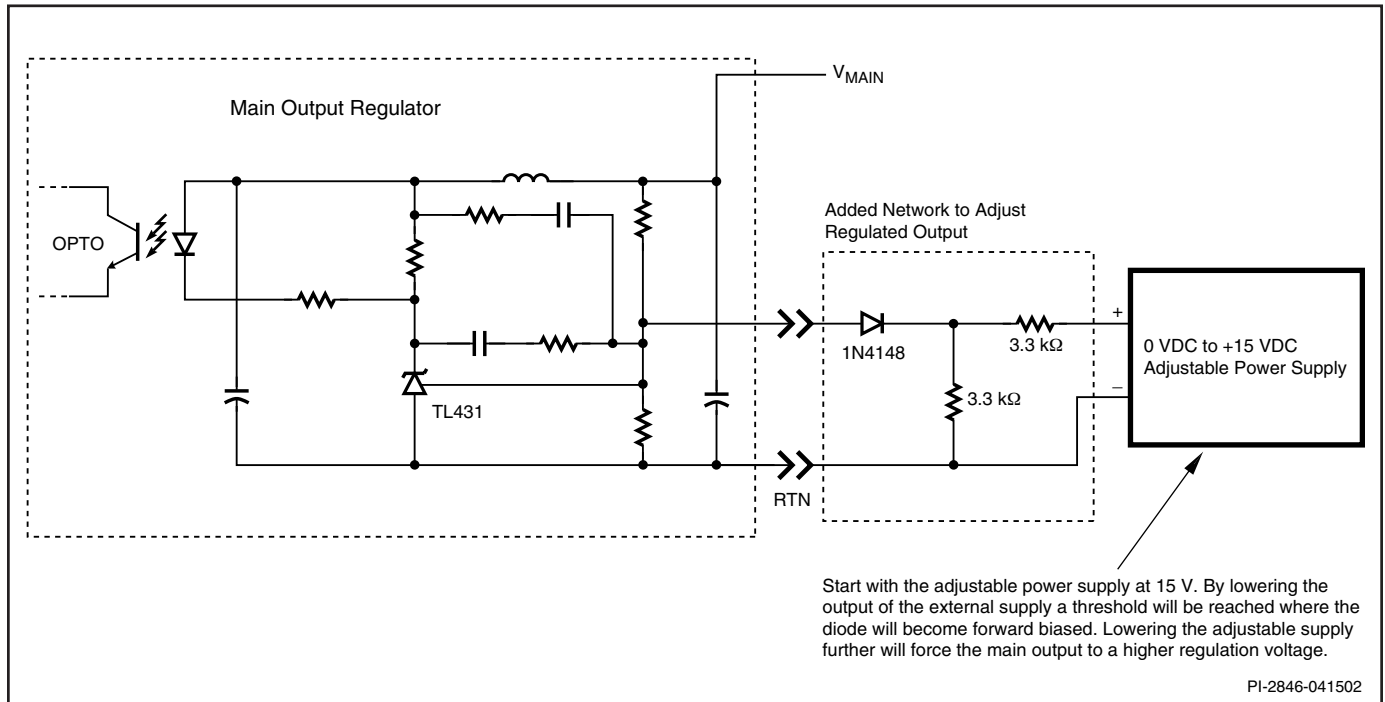 Main Output Regulator
V_MAIN
OPTO
TL431
RTN
Added Network to Adjust
Regulated Output
1N4148
3.3 kΩ
3.3 kΩ
+
–
0 VDC to +15 VDC
Adjustable Power Supply
Start with the adjustable power supply at 15 V. By lowering the
output of the external supply a threshold will be reached where the
diode will become forward biased. Lowering the adjustable supply
further will force the main output to a higher regulation voltage.
PI-2846-041502